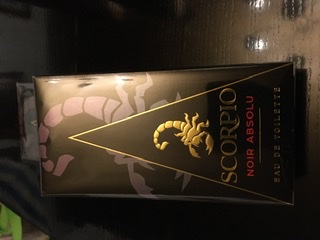 SCORPIO
NOIR ABSOLU
EAU DE TOILETTE